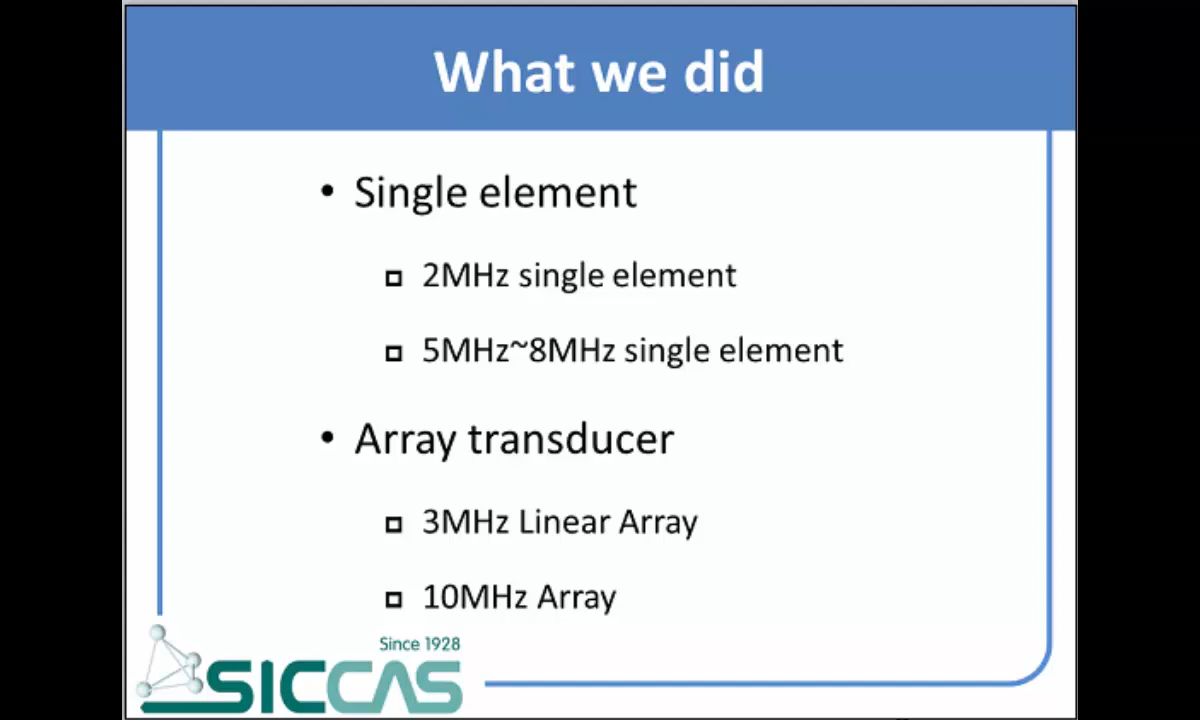 What we did
• Single element
2MHz single element
5MHz~8MHz single element
• Array transducer
3MHz Linear Array
10MHz Array
Since 1928
SICCAS